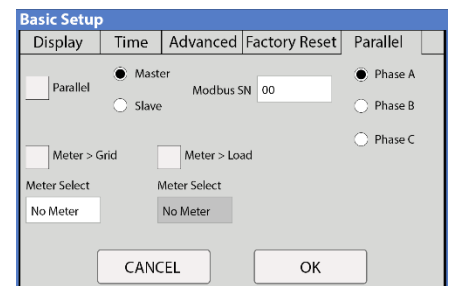 Basic Setup
Display Time Advanced Factory Reset Parallel
Parallel Master Modbus SN 00 Phase A
Slave Phase B
Phase C
Meter > Grid Meter > Load
Meter Select Meter Select
No Meter No Meter
CANCEL OK